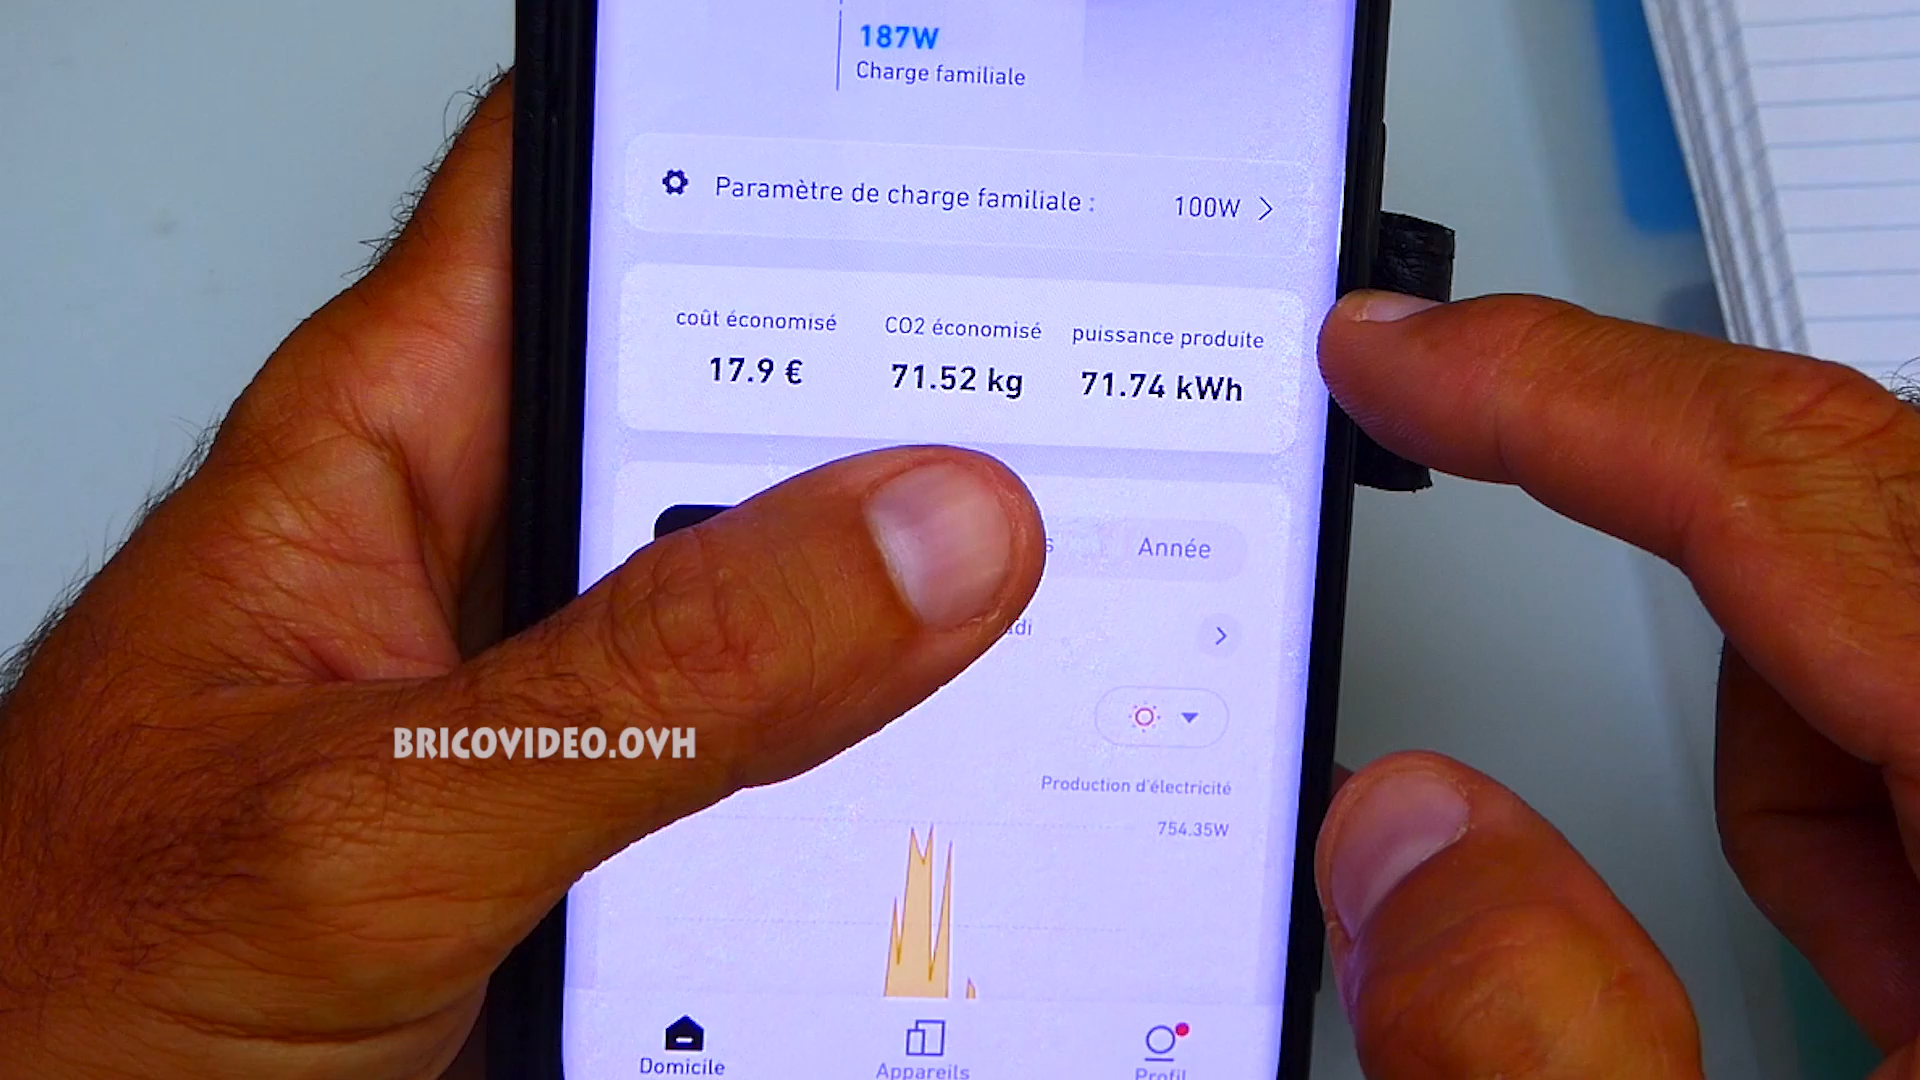 187W
Charge familiale
Paramètre de charge familiale : 100W
coût économisé CO2 économisé puissance produite
17.9 € 71.52 kg 71.74 kWh
Année
BRICOVIDEO.OVH
Production d'électricité
754.35W
Domicile Appareils Profil